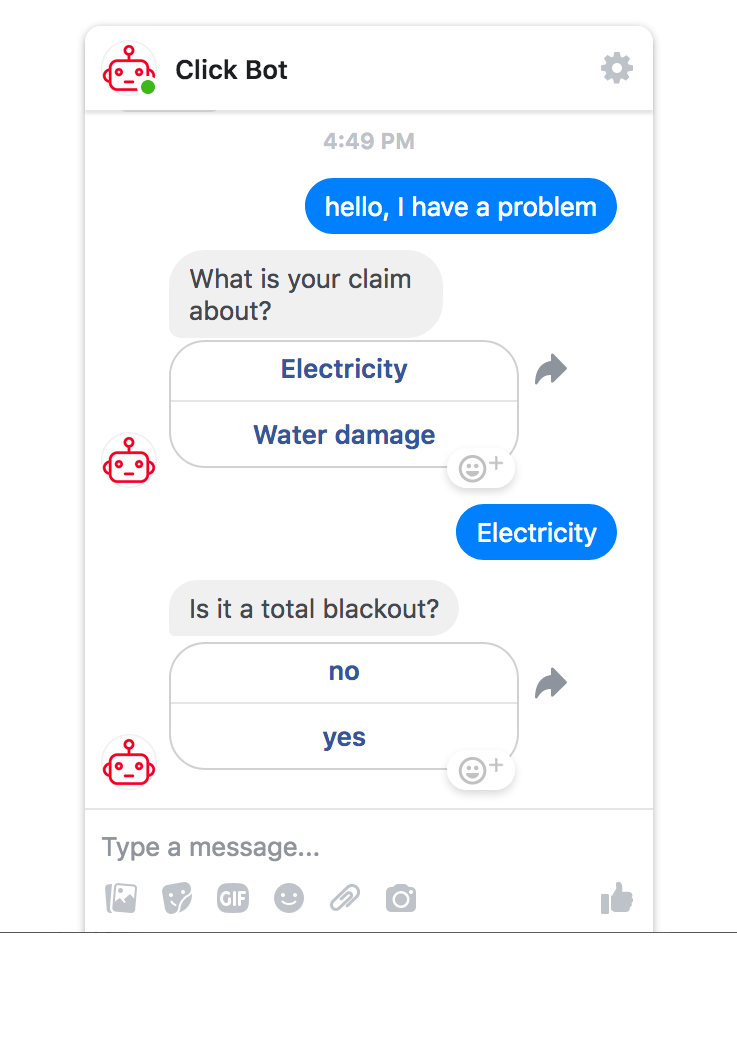 Click Bot
4:49 PM
hello, I have a problem
What is your claim
about?
Electricity
Water damage
Electricity
Is it a total blackout?
no
yes
Type a message...
GIF